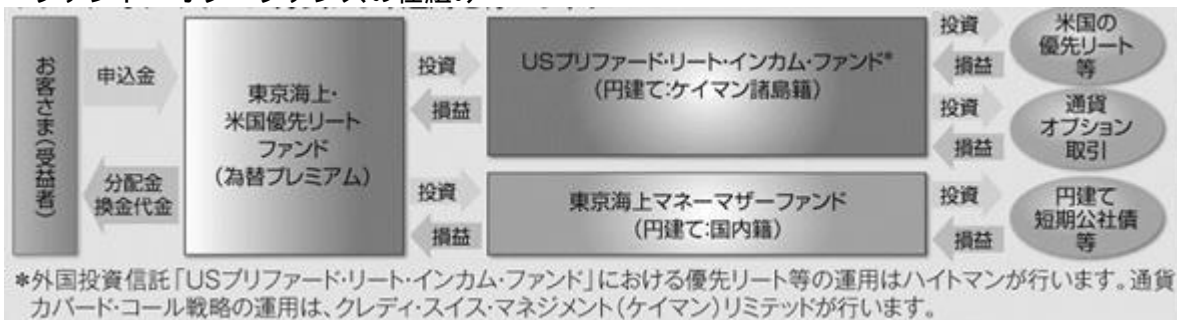 お客さま（受益者）
申込金
分配金
換金代金
東京海上・
米国優先リート
ファンド
（為替プレミアム）
投資
損益
投資
損益
USプリファード・リート・インカム・ファンド*
（円建て:ケイマン諸島籍）
東京海上マネーマザーファンド
（円建て:国内籍）
投資
損益
投資
損益
投資
損益
米国の
優先リート
等
通貨
オプション
取引
円建て
短期公社債
等
*外国投資信託「USプリファード・リート・インカム・ファンド」における優先リート等の運用はハイトマンが行います。通貨
カバード・コール戦略の運用は、クレディ・スイス・マネジメント（ケイマン）リミテッドが行います。